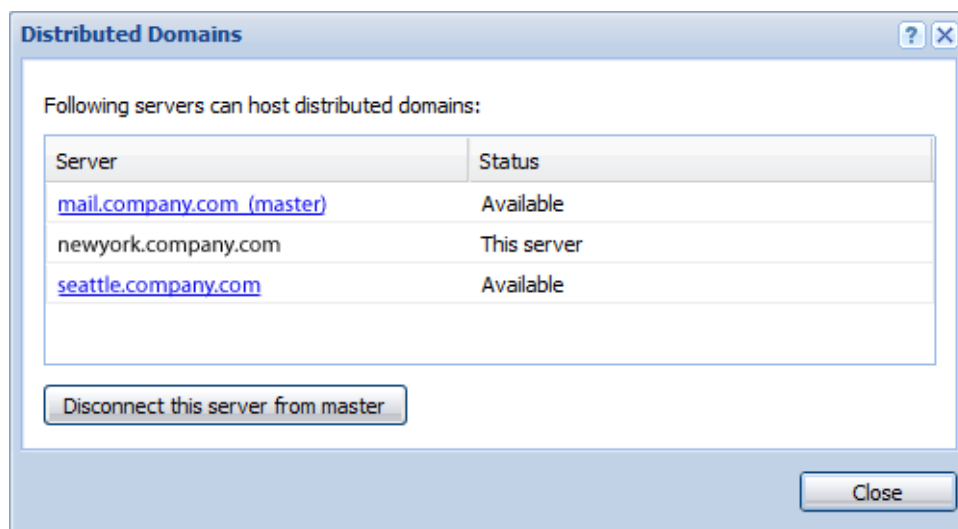 Distributed Domains
Following servers can host distributed domains:
Server Status
mail.company.com (master) Available
newyork.company.com This server
seattle.company.com Available
Disconnect this server from master
Close